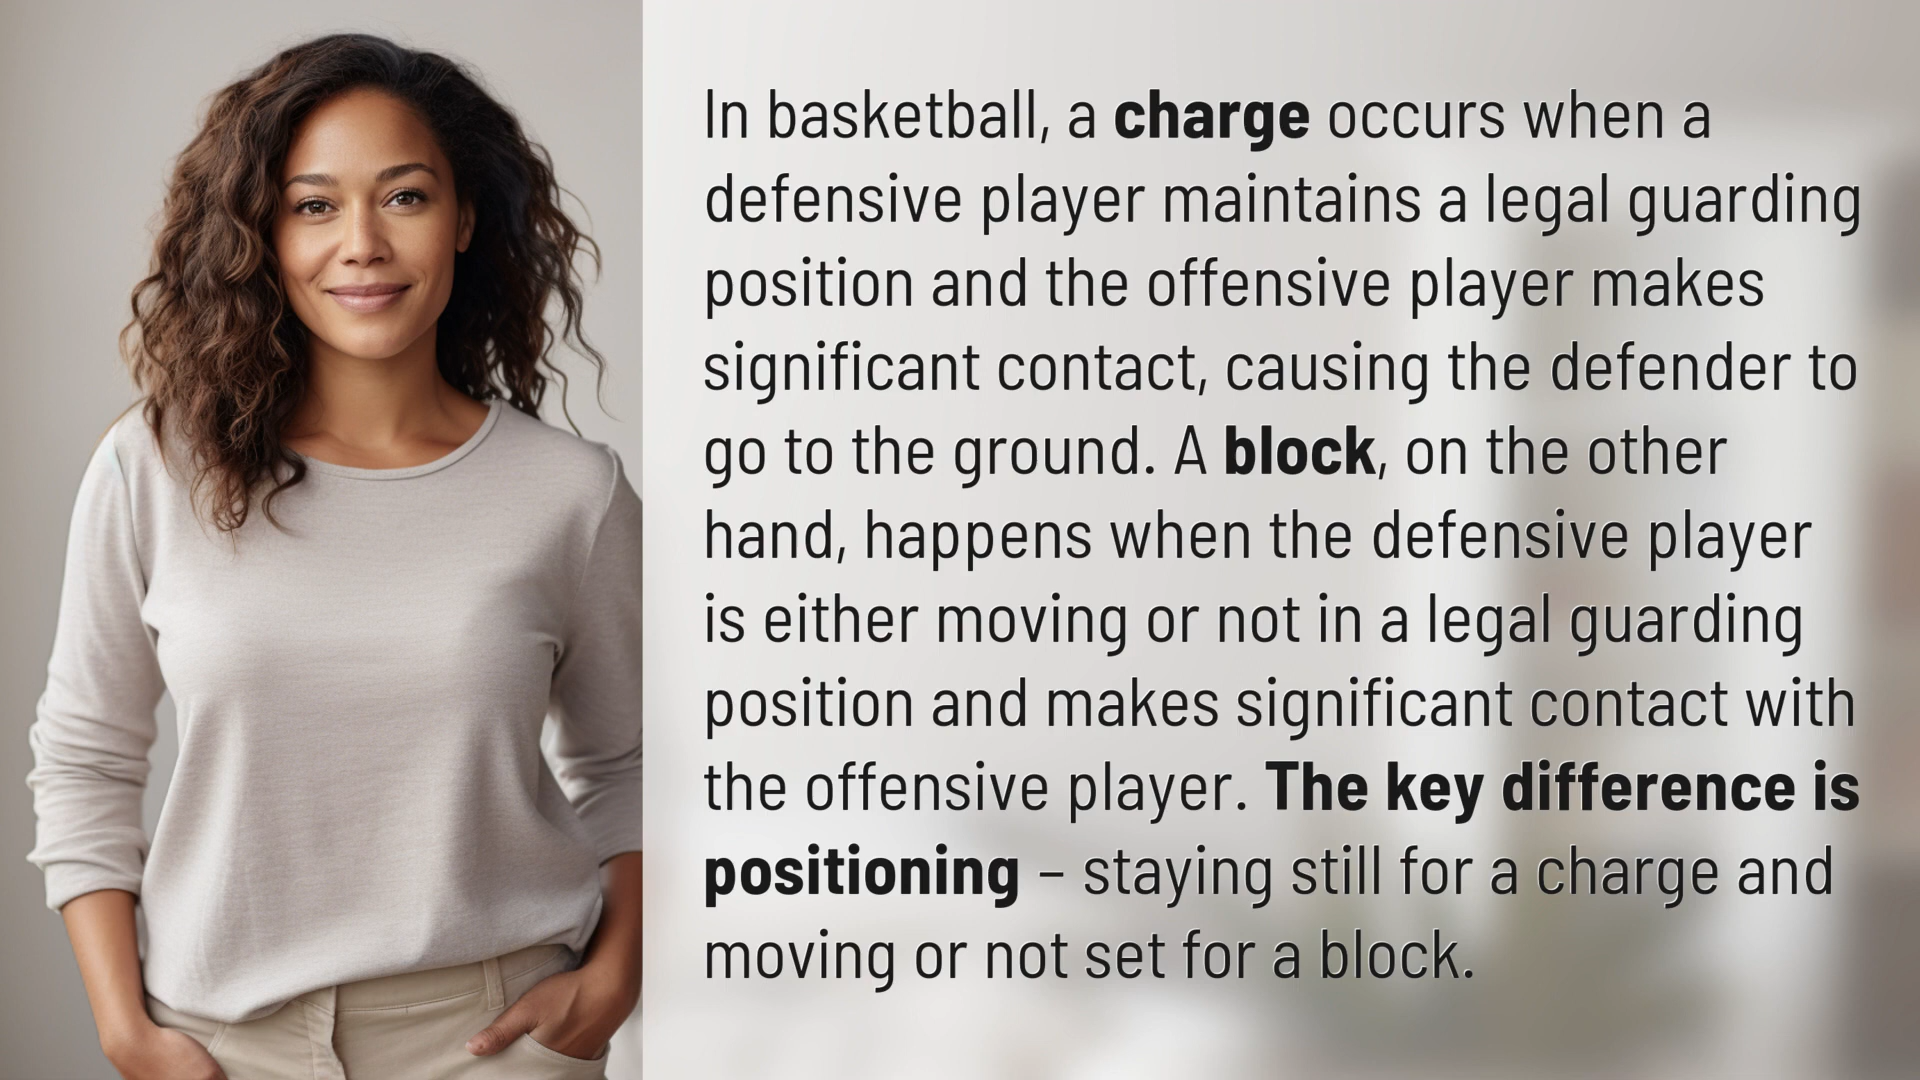 In basketball, a charge occurs when a
defensive player maintains a legal guarding
position and the offensive player makes
significant contact, causing the defender to
go to the ground. A block, on the other
hand, happens when the defensive player
is either moving or not in a legal guarding
position and makes significant contact with
the offensive player. The key difference is
positioning – staying still for a charge and
moving or not set for a block.